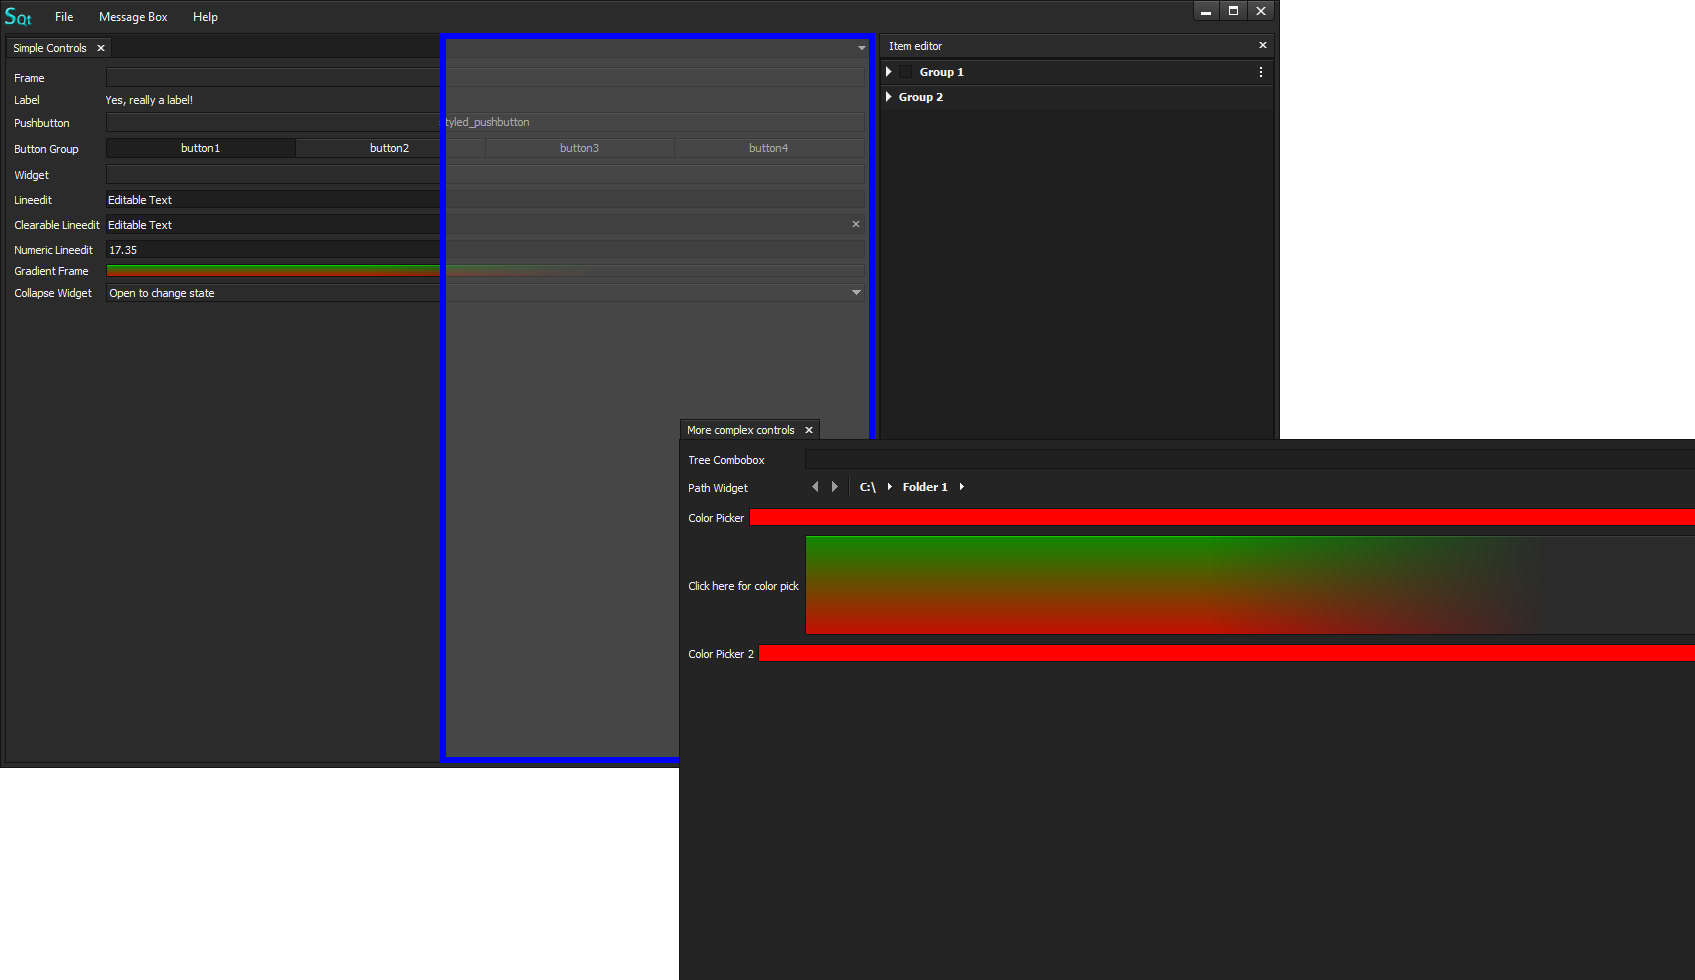 SQt File Message Box Help
Simple Controls
Frame
Label Yes, really a label!
Pushbutton tyled_pushbutton
Button Group button1 button2 button3 button4
Widget
Lineedit Editable Text
Clearable Lineedit Editable Text
Numeric Lineedit 17.35
Gradient Frame
Collapse Widget Open to change state
Item editor
Group 1
Group 2
More complex controls
Tree Combobox
Path Widget C:\ Folder 1
Color Picker
Click here for color pick
Color Picker 2